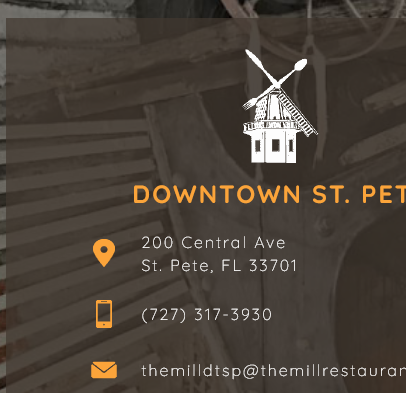 DOWNTOWN ST. PET
200 Central Ave
St. Pete, FL 33701
(727) 317-3930
themilldtsp@themillrestauran